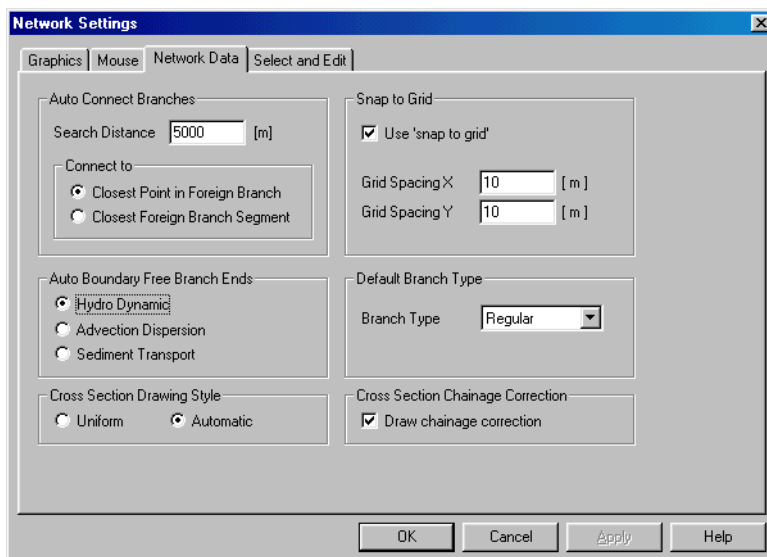 Network Settings
Graphics Mouse Network Data Select and Edit
Auto Connect Branches
Search Distance 5000 [m]
Connect to
Closest Point in Foreign Branch
Closest Foreign Branch Segment
Snap to Grid
Use 'snap to grid'
Grid Spacing X 10 [ m ]
Grid Spacing Y 10 [ m ]
Auto Boundary Free Branch Ends
Hydro Dynamic
Advection Dispersion
Sediment Transport
Default Branch Type
Branch Type Regular
Cross Section Drawing Style
Uniform Automatic
Cross Section Chainage Correction
Draw chainage correction
OK Cancel Apply Help